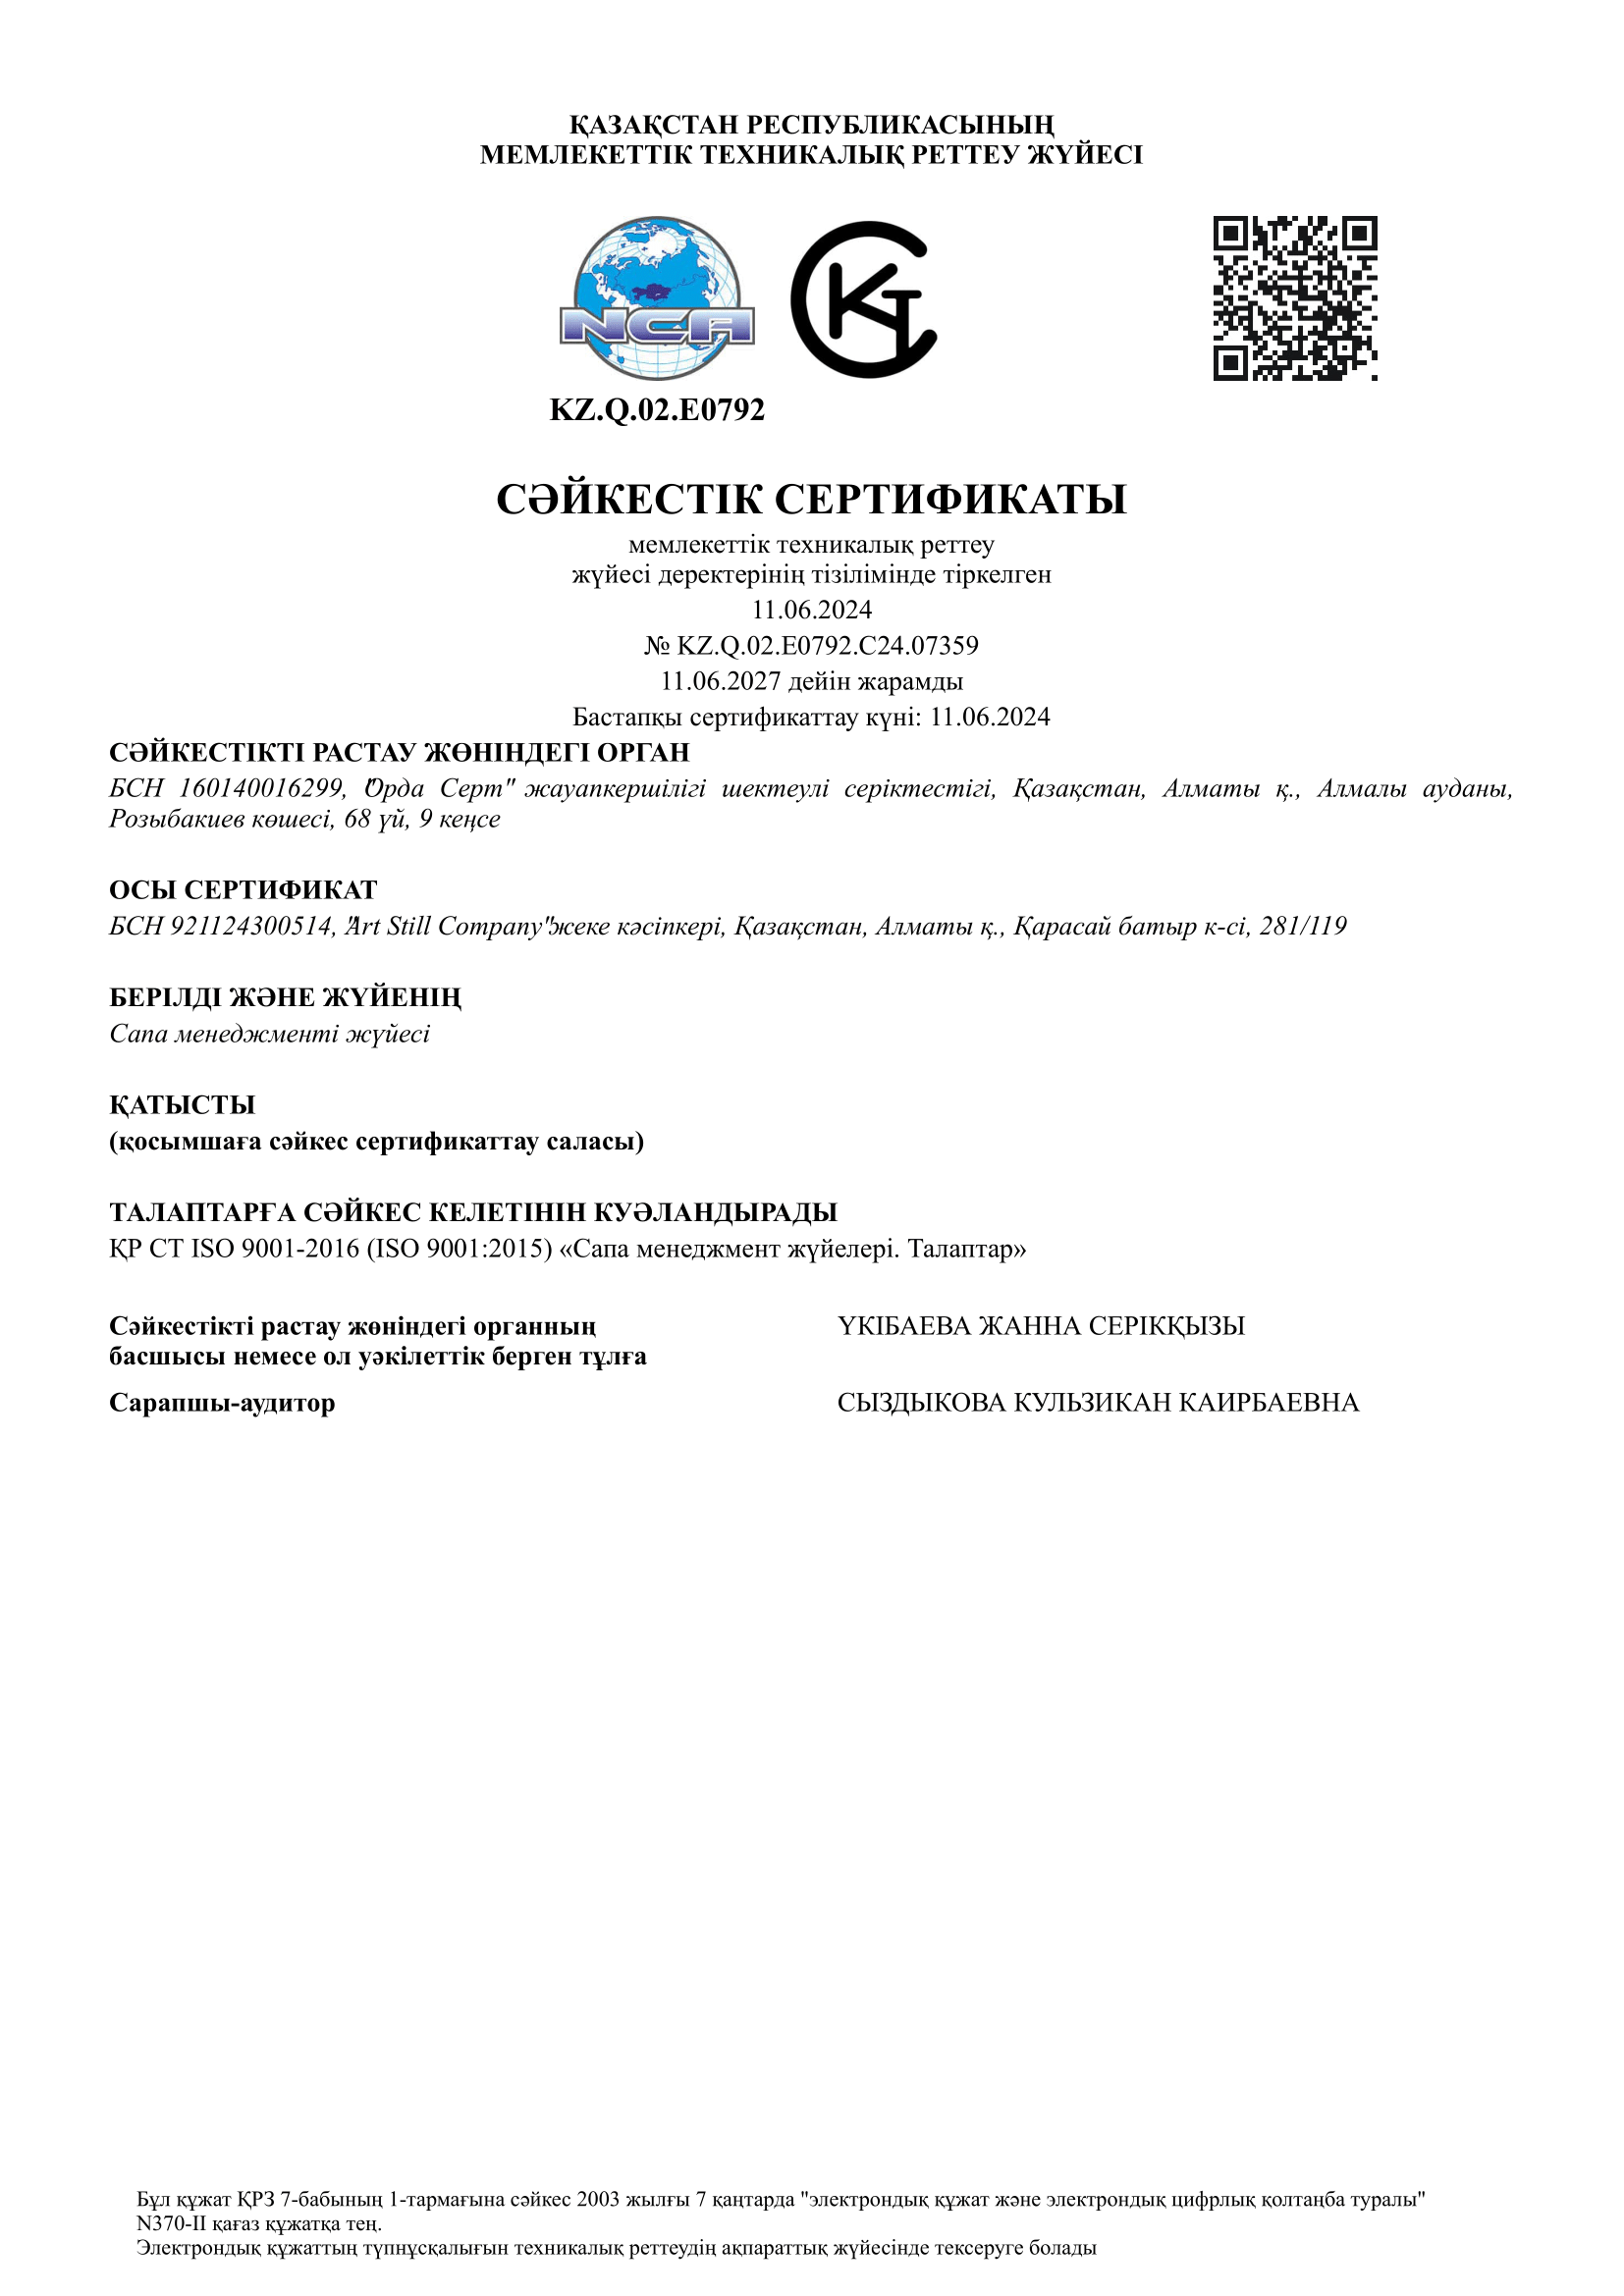 ҚАЗАҚСТАН РЕСПУБЛИКАСЫНЫҢ
МЕМЛЕКЕТТІК ТЕХНИКАЛЫҚ РЕТТЕУ ЖҮЙЕСІ
NCA
KZ.Q.02.E0792
СӘЙКЕСТІК СЕРТИФИКАТЫ
мемлекеттік техникалық реттеу
жүйесі деректерінің тізілімінде тіркелген
11.06.2024
№ KZ.Q.02.E0792.C24.07359
11.06.2027 дейін жарамды
Бастапқы сертификаттау күні: 11.06.2024
СӘЙКЕСТІКТІ РАСТАУ ЖӨНІНДЕГІ ОРГАН
БСН 160140016299, "Орда Серт" жауапкершілігі шектеулі серіктестігі, Қазақстан, Алматы қ., Алмалы ауданы,
Розыбакиев көшесі, 68 үй, 9 кеңсе
ОСЫ СЕРТИФИКАТ
БСН 921124300514, "Art Still Company"жеке кәсіпкері, Қазақстан, Алматы қ., Қарасай батыр к-сі, 281/119
БЕРІЛДІ ЖӘНЕ ЖҮЙЕНІҢ
Сапа менеджменті жүйесі
ҚАТЫСТЫ
(қосымшаға сәйкес сертификаттау саласы)
ТАЛАПТАРҒА СӘЙКЕС КЕЛЕТІНІН КУӘЛАНДЫРАДЫ
ҚР СТ ISO 9001-2016 (ISO 9001:2015) «Сапа менеджмент жүйелері. Талаптар»
Сәйкестікті растау жөніндегі органның
басшысы немесе ол уәкілеттік берген тұлға
ҮКІБАЕВА ЖАННА СЕРІКҚЫЗЫ
Сарапшы-аудитор
СЫЗДЫКОВА КУЛЬЗИКАН КАИРБАЕВНА
Бұл құжат ҚРЗ 7-бабының 1-тармағына сәйкес 2003 жылғы 7 қаңтарда "электрондық құжат және электрондық цифрлық қолтаңба туралы"
N370-II қағаз құжатқа тең.
Электрондық құжаттың түпнұсқалығын техникалық реттеудің ақпараттық жүйесінде тексеруге болады